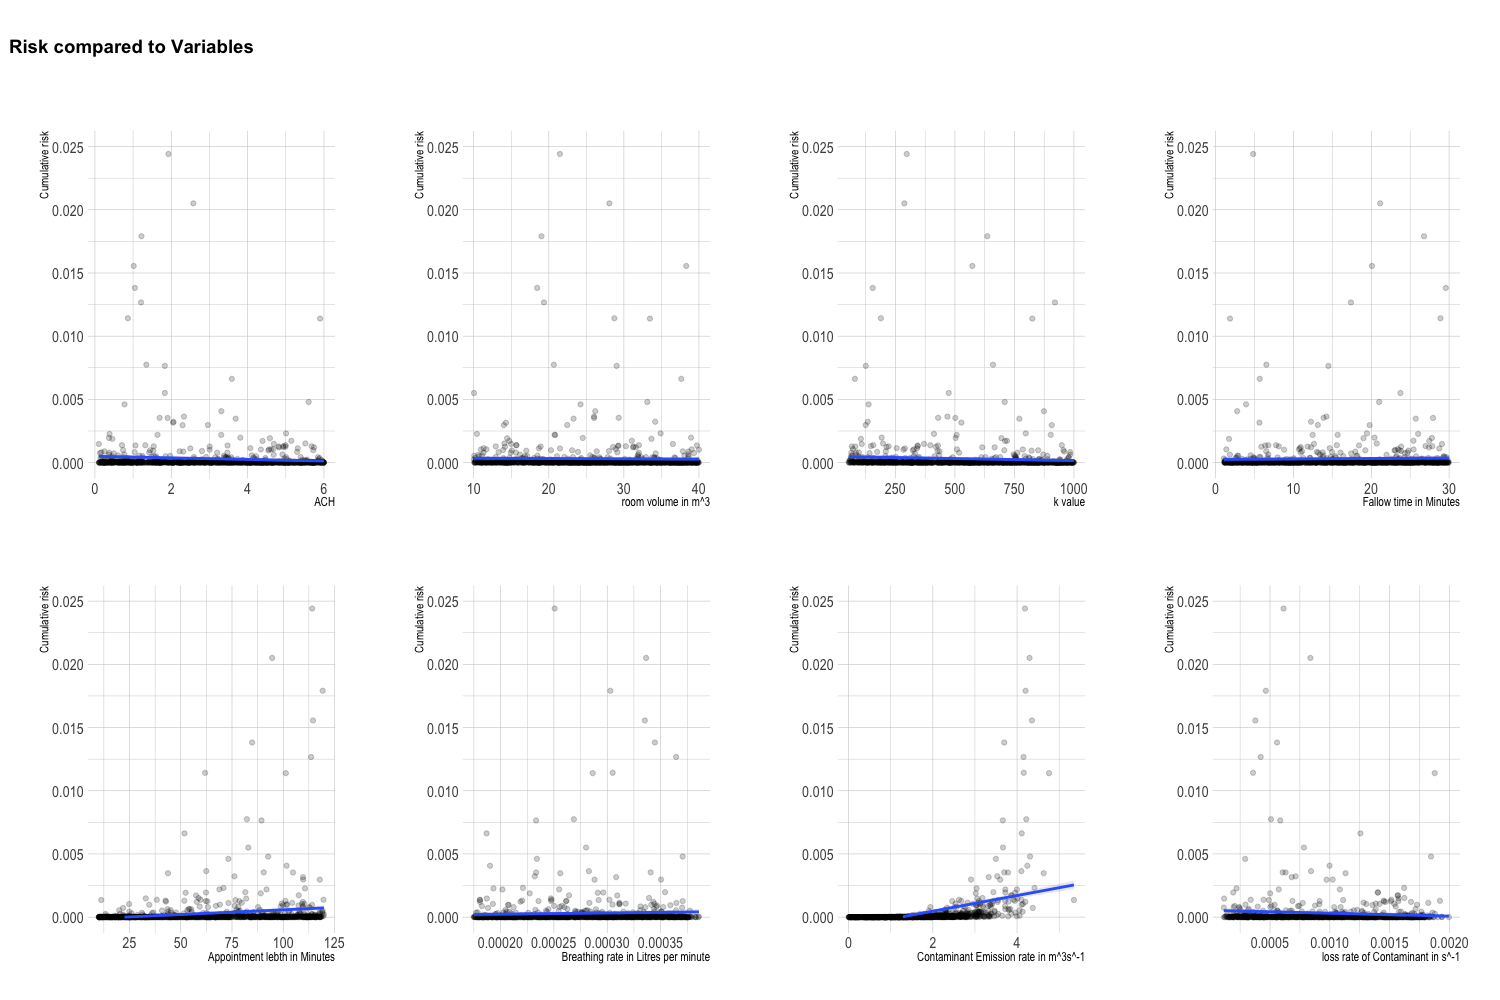 Risk compared to Variables
Cumulative risk
0.025
0.020
0.015
0.010
0.005
0.000
0 2 4 6
ACH
Cumulative risk
0.025
0.020
0.015
0.010
0.005
0.000
10 20 30 40
room volume in m^3
Cumulative risk
0.025
0.020
0.015
0.010
0.005
0.000
250 500 750 1000
k value
Cumulative risk
0.025
0.020
0.015
0.010
0.005
0.000
0 10 20 30
Fallow time in Minutes
Cumulative risk
0.025
0.020
0.015
0.010
0.005
0.000
25 50 75 100 125
Appointment lebth in Minutes
Cumulative risk
0.025
0.020
0.015
0.010
0.005
0.000
0.00020 0.00025 0.00030 0.00035
Breathing rate in Litres per minute
Cumulative risk
0.025
0.020
0.015
0.010
0.005
0.000
0 2 4
Contaminant Emission rate in m^3s^-1
Cumulative risk
0.025
0.020
0.015
0.010
0.005
0.000
0.0005 0.0010 0.0015 0.0020
loss rate of Contaminant in s^-1